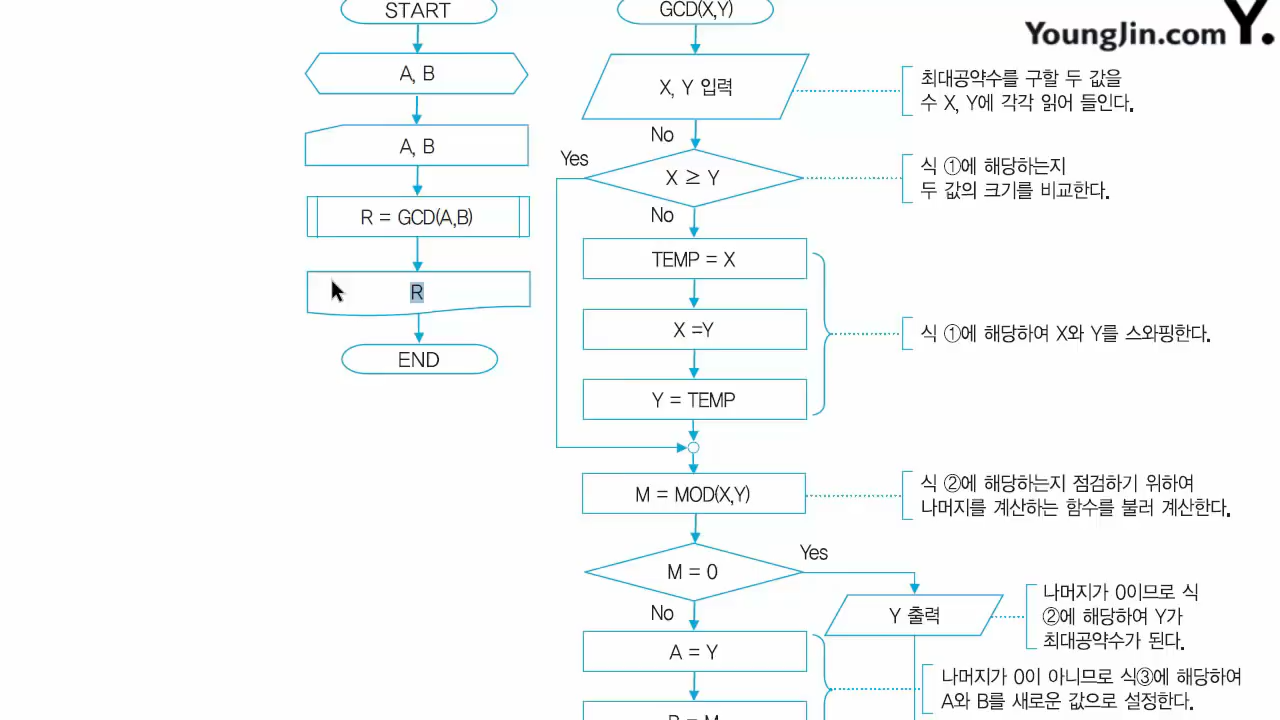 START
A, B
A, B
R = GCD(A,B)
R
END
GCD(X,Y)
X, Y 입력
No
Yes
X ≥ Y
No
TEMP = X
X =Y
Y = TEMP
M = MOD(X,Y)
M = 0
Yes
No
Y 출력
A = Y
B = M
YoungJin.com Y.
최대공약수를 구할 두 값을
수 X, Y에 각각 읽어 들인다.
식 ①에 해당하는지
두 값의 크기를 비교한다.
식 ①에 해당하여 X와 Y를 스와핑한다.
식 ②에 해당하는지 점검하기 위하여
나머지를 계산하는 함수를 불러 계산한다.
나머지가 0이므로 식
②에 해당하여 Y가
최대공약수가 된다.
나머지가 0이 아니므로 식③에 해당하여
A와 B를 새로운 값으로 설정한다.